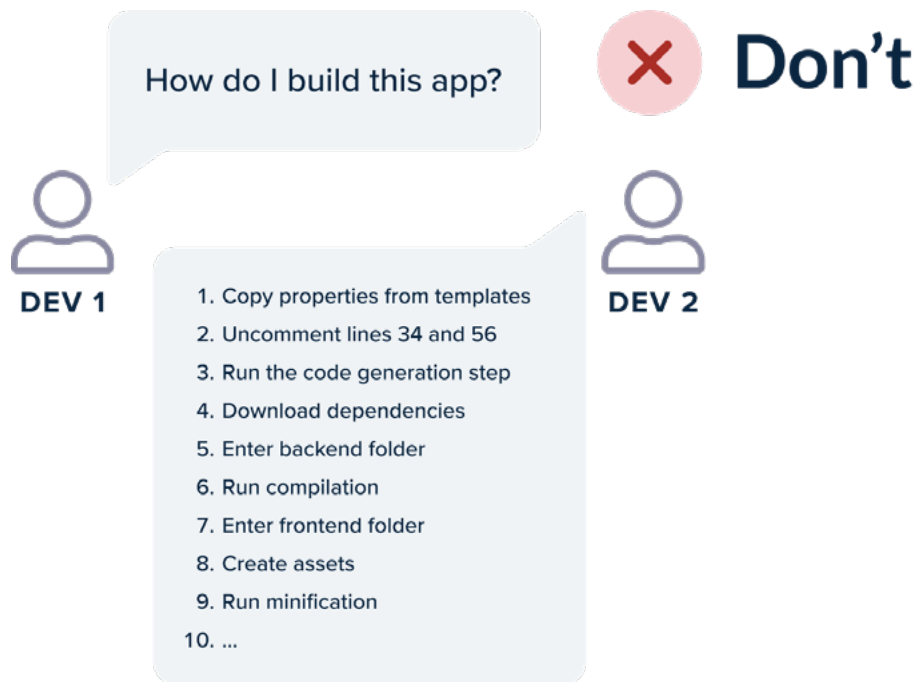 How do I build this app?
Don't
DEV 1
DEV 2
1. Copy properties from templates
2. Uncomment lines 34 and 56
3. Run the code generation step
4. Download dependencies
5. Enter backend folder
6. Run compilation
7. Enter frontend folder
8. Create assets
9. Run minification
10. ...